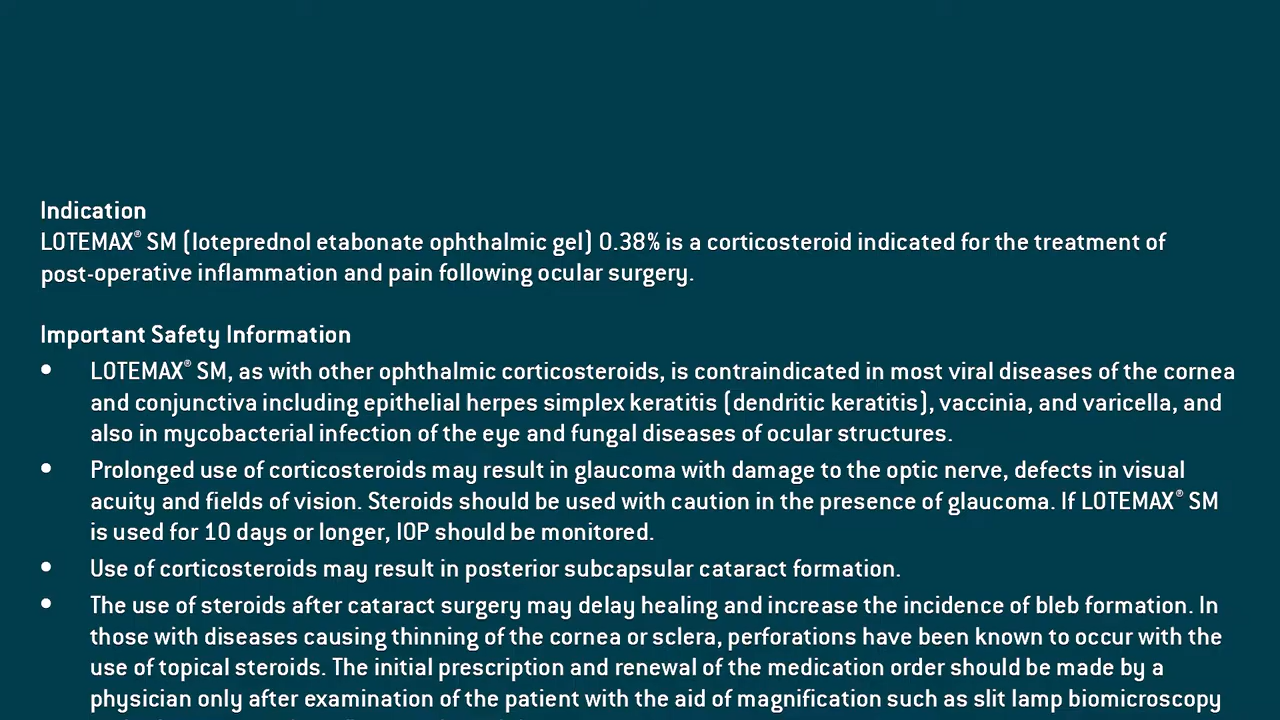 Indication
LOTEMAX® SM (loteprednol etabonate ophthalmic gel) 0.38% is a corticosteroid indicated for the treatment of
post-operative inflammation and pain following ocular surgery.
Important Safety Information
• LOTEMAX® SM, as with other ophthalmic corticosteroids, is contraindicated in most viral diseases of the cornea
and conjunctiva including epithelial herpes simplex keratitis (dendritic keratitis), vaccinia, and varicella, and
also in mycobacterial infection of the eye and fungal diseases of ocular structures.
• Prolonged use of corticosteroids may result in glaucoma with damage to the optic nerve, defects in visual
acuity and fields of vision. Steroids should be used with caution in the presence of glaucoma. If LOTEMAX® SM
is used for 10 days or longer, IOP should be monitored.
• Use of corticosteroids may result in posterior subcapsular cataract formation.
• The use of steroids after cataract surgery may delay healing and increase the incidence of bleb formation. In
those with diseases causing thinning of the cornea or sclera, perforations have been known to occur with the
use of topical steroids. The initial prescription and renewal of the medication order should be made by a
physician only after examination of the patient with the aid of magnification such as slit lamp biomicroscopy